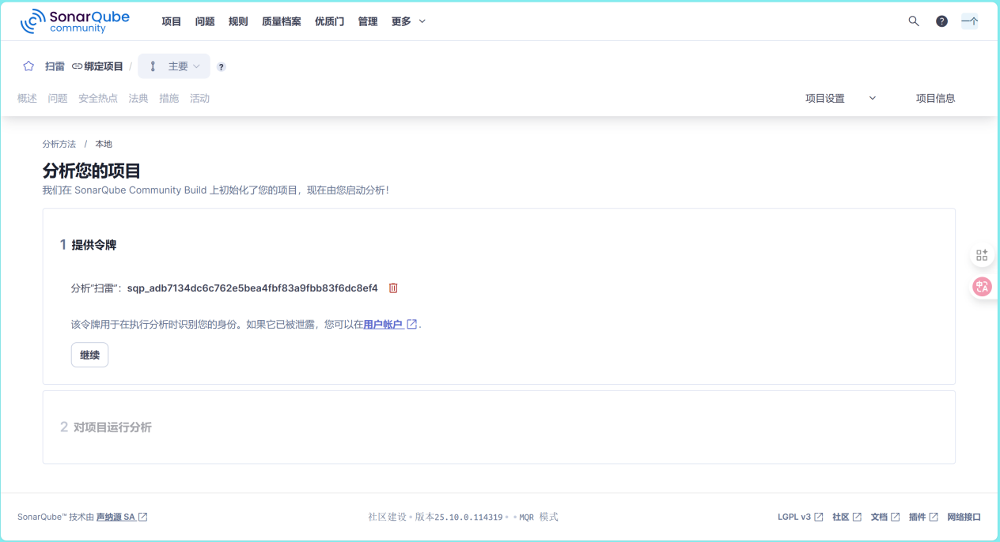 SonarQube community
项目 问题 规则 质量档案 优质门 管理 更多 ? 一个
扫雷 绑定项目 / 主要 ?
概述 问题 安全热点 法典 措施 活动 项目设置 项目信息
分析方法 / 本地
分析您的项目
我们在 SonarQube Community Build 上初始化了您的项目，现在由您启动分析！
1 提供令牌
分析“扫雷”： sqp_adb7134dc6c762e5bea4fbf83a9fbb83f6dc8ef4
该令牌用于在执行分析时识别您的身份。如果它已被泄露，您可以在用户帐户 .
继续
2 对项目运行分析
SonarQube™ 技术由 声纳源 SA 社区建设 • 版本25.10.0.114319 • • MQR 模式 LGPL v3 社区 文档 插件 网络接口